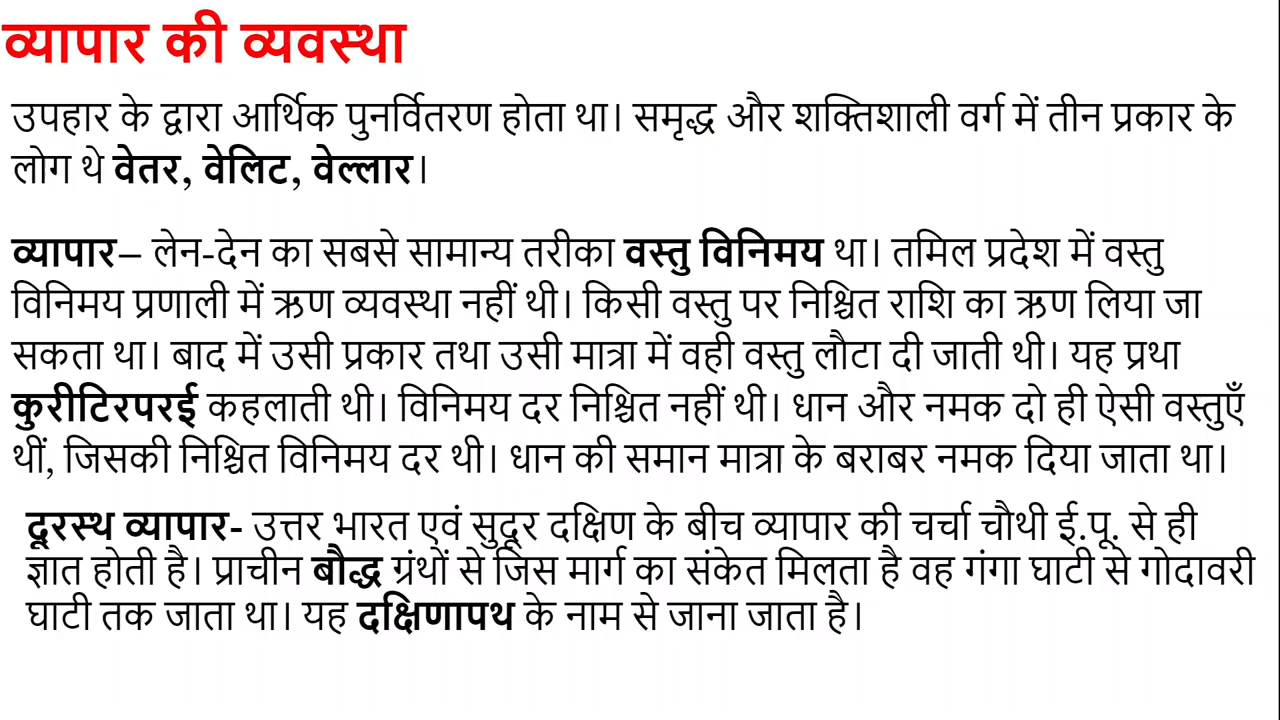 व्यापार की व्यवस्था
उपहार के द्वारा आर्थिक पुनर्वितरण होता था। समृद्ध और शक्तिशाली वर्ग में तीन प्रकार के
लोग थे वेतर, वेलिट, वेल्लार।
व्यापार– लेन-देन का सबसे सामान्य तरीका वस्तु विनिमय था। तमिल प्रदेश में वस्तु
विनिमय प्रणाली में ऋण व्यवस्था नहीं थी। किसी वस्तु पर निश्चित राशि का ऋण लिया जा
सकता था। बाद में उसी प्रकार तथा उसी मात्रा में वही वस्तु लौटा दी जाती थी। यह प्रथा
कुरीटिरपरई कहलाती थी। विनिमय दर निश्चित नहीं थी। धान और नमक दो ही ऐसी वस्तुएँ
थीं, जिसकी निश्चित विनिमय दर थी। धान की समान मात्रा के बराबर नमक दिया जाता था।
दूरस्थ व्यापार- उत्तर भारत एवं सुदूर दक्षिण के बीच व्यापार की चर्चा चौथी ई.पू. से ही
ज्ञात होती है। प्राचीन बौद्ध ग्रंथों से जिस मार्ग का संकेत मिलता है वह गंगा घाटी से गोदावरी
घाटी तक जाता था। यह दक्षिणापथ के नाम से जाना जाता है।